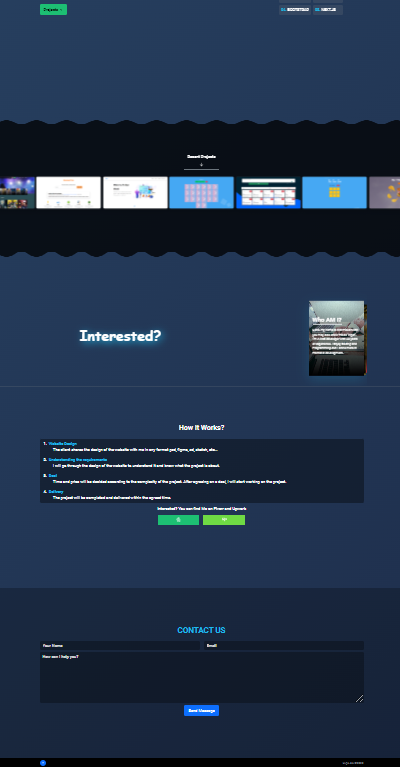 Projects
BOOTSTRAP
NEXTJS
Recent Projects
Interested?
Who AM I?
How It Works?
1. Website Design
The client shares the design of the website with me in any format psd, figma, xd, sketch, etc...
2. Understanding the requirements
I will go through the design of the website to understand it and know what the project is about.
3. Deal
Time and price will be decided according to the complexity of the project. After agreeing on a deal, I will start working on the project.
4. Delivery
The project will be completed and delivered within the agreed time.
Interested? You can find Me on Fiverr and Upwork
CONTACT US
Your Name
Email
How can I help you?
Send Message